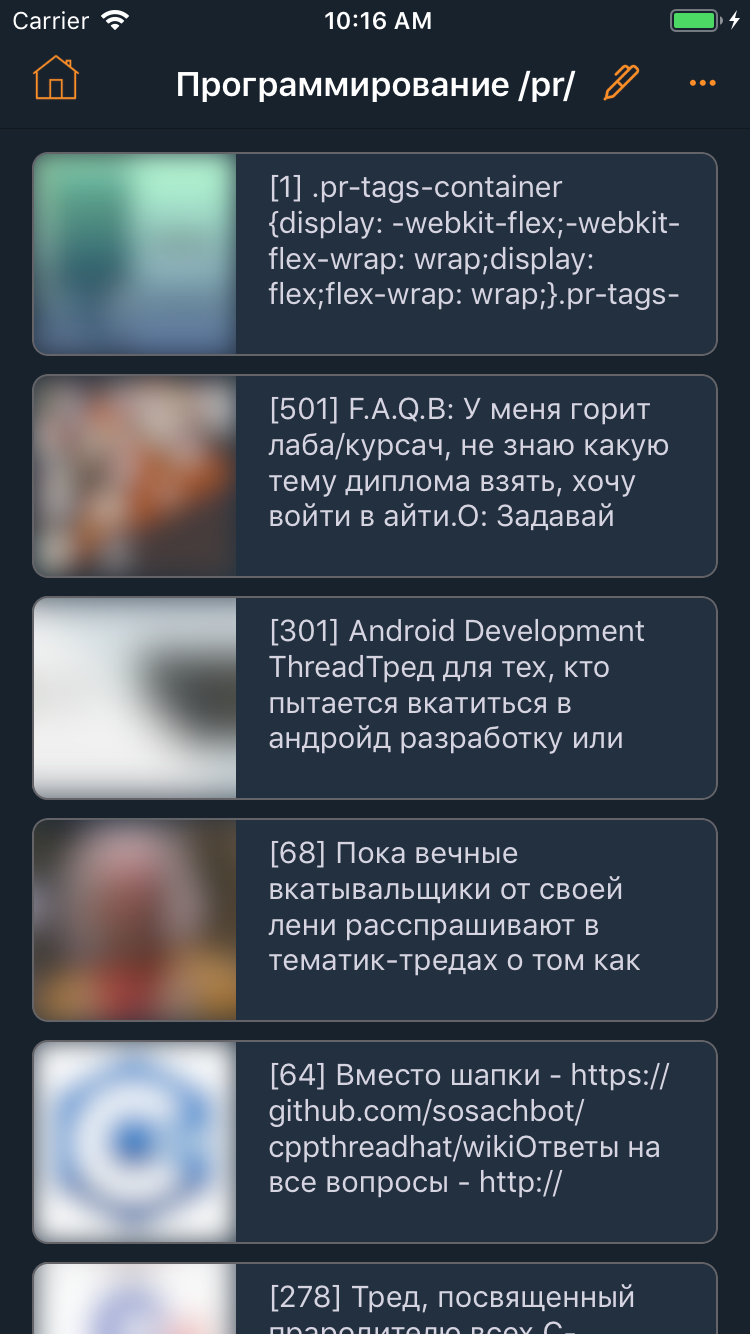 Carrier 10:16 AM
Программирование /pr/
[1] .pr-tags-container
{display: -webkit-flex;-webkit-
flex-wrap: wrap;display:
flex;flex-wrap: wrap;}.pr-tags-
[501] F.A.Q.В: У меня горит
лаба/курсач, не знаю какую
тему диплома взять, хочу
войти в айти.О: Задавай
[301] Android Development
ThreadТред для тех, кто
пытается вкатиться в
андройд разработку или
[68] Пока вечные
вкатывальщики от своей
лени расспрашивают в
тематик-тредах о том как
[64] Вместо шапки - https://
github.com/sosachbot/
cppthreadhat/wikiОтветы на
все вопросы - http://
[278] Тред, посвященный
прародителю всех C-